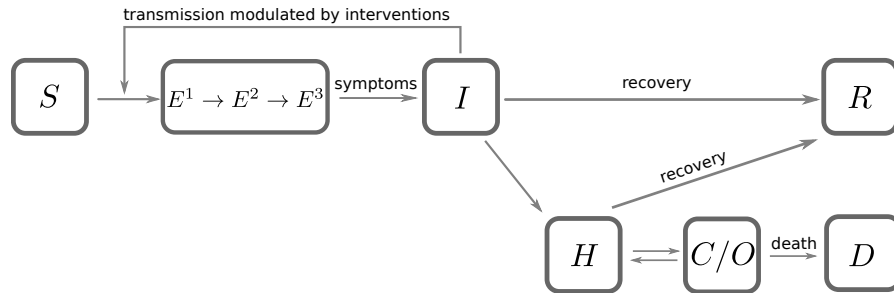 transmission modulated by interventions
S
E¹ → E² → E³
symptoms
I
recovery
R
recovery
H
C/O
death
D